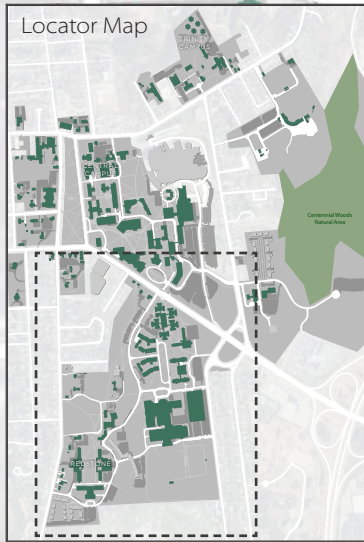 Locator Map
TRINITY
CAMPUS
CENTRAL
CAMPUS
Centennial Woods
Natural Area
REDSTONE